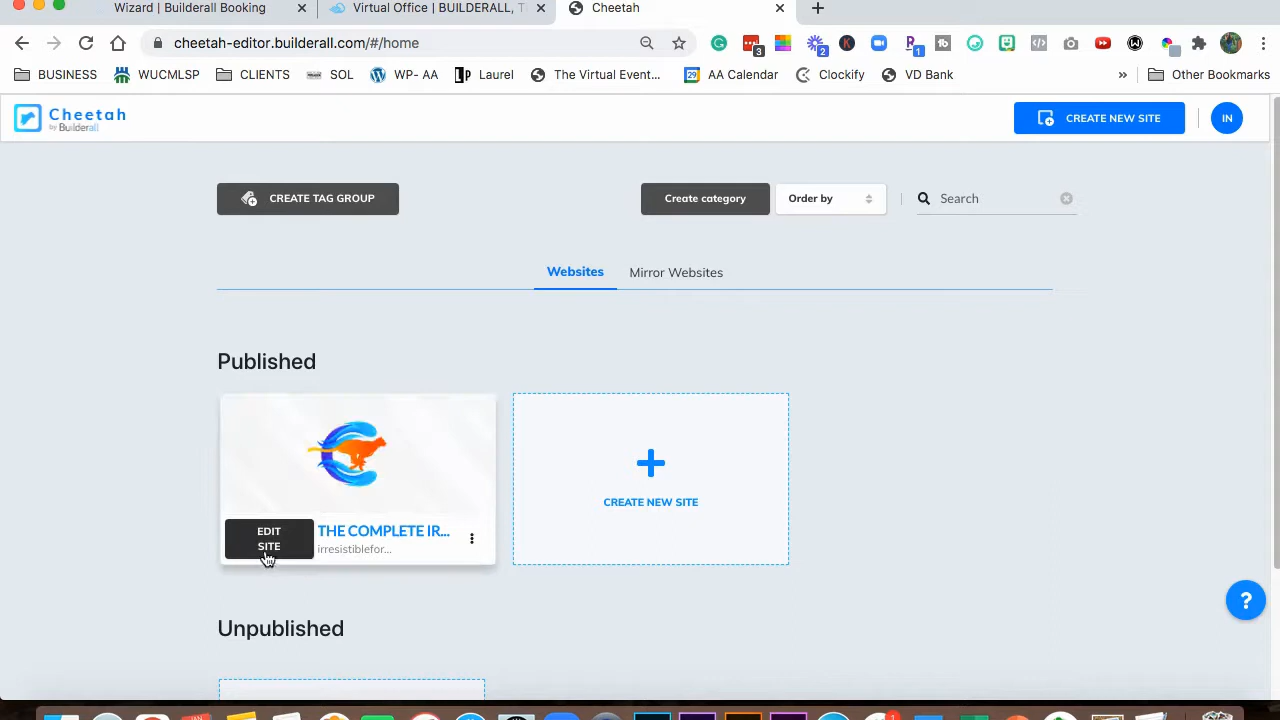 Wizard | Builderall Booking
Virtual Office | BUILDERALL, T
Cheetah
cheetah-editor.builderall.com/#/home
3
2
1
BUSINESS
WUCMLSP
CLIENTS
SOL
WP- AA
Laurel
The Virtual Event...
AA Calendar
Clockify
VD Bank
»
Other Bookmarks
Cheetah
by Builderall
CREATE NEW SITE
IN
CREATE TAG GROUP
Create category
Order by
Search
Websites
Mirror Websites
Published
EDIT
SITE
THE COMPLETE IR...
irresistiblefor...
CREATE NEW SITE
?
Unpublished